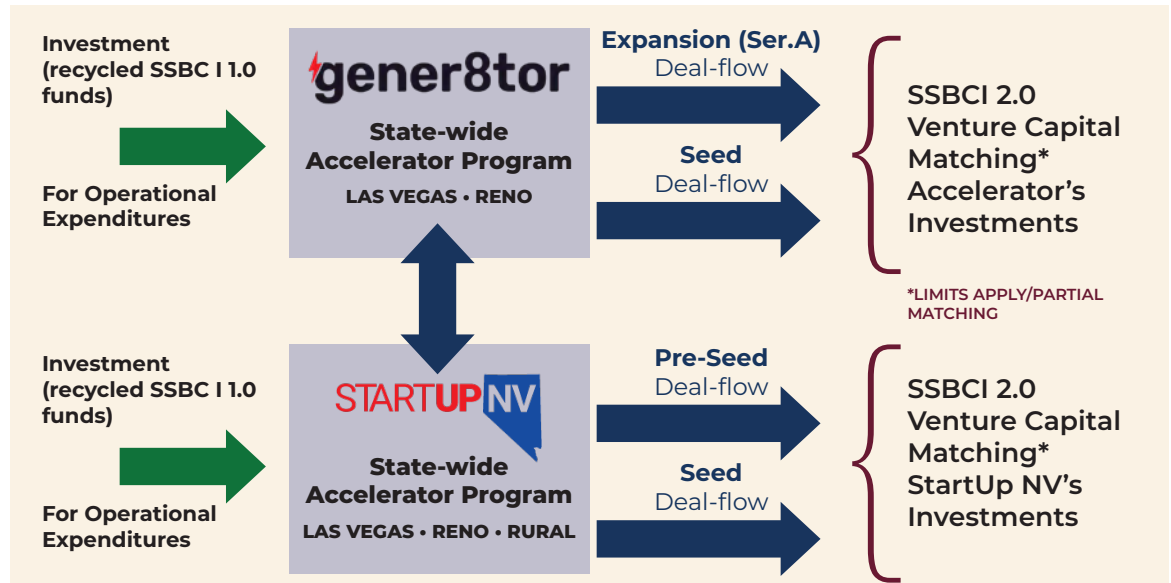 Investment
(recycled SSBC I 1.0
funds)
For Operational
Expenditures
gener8tor
State-wide
Accelerator Program
LAS VEGAS • RENO
Expansion (Ser.A)
Deal-flow
Seed
Deal-flow
SSBCI 2.0
Venture Capital
Matching*
Accelerator's
Investments
*LIMITS APPLY/PARTIAL
MATCHING
Investment
(recycled SSBC I 1.0
funds)
For Operational
Expenditures
STARTUPNV
State-wide
Accelerator Program
LAS VEGAS • RENO • RURAL
Pre-Seed
Deal-flow
Seed
Deal-flow
SSBCI 2.0
Venture Capital
Matching*
StartUp NV's
Investments